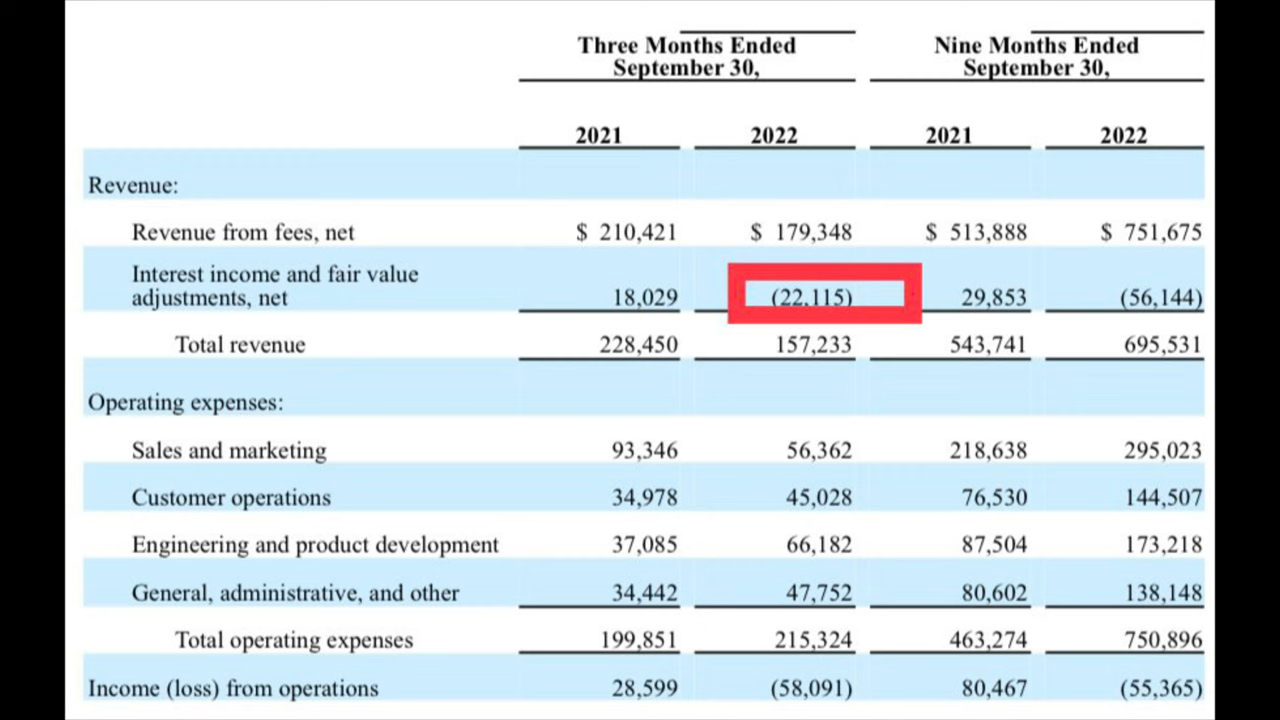 Three Months Ended September 30, Nine Months Ended September 30,
2021 2022 2021 2022
Revenue:
Revenue from fees, net $ 210,421 $ 179,348 $ 513,888 $ 751,675
Interest income and fair value
adjustments, net 18,029 (22,115) 29,853 (56,144)
Total revenue 228,450 157,233 543,741 695,531
Operating expenses:
Sales and marketing 93,346 56,362 218,638 295,023
Customer operations 34,978 45,028 76,530 144,507
Engineering and product development 37,085 66,182 87,504 173,218
General, administrative, and other 34,442 47,752 80,602 138,148
Total operating expenses 199,851 215,324 463,274 750,896
Income (loss) from operations 28,599 (58,091) 80,467 (55,365)